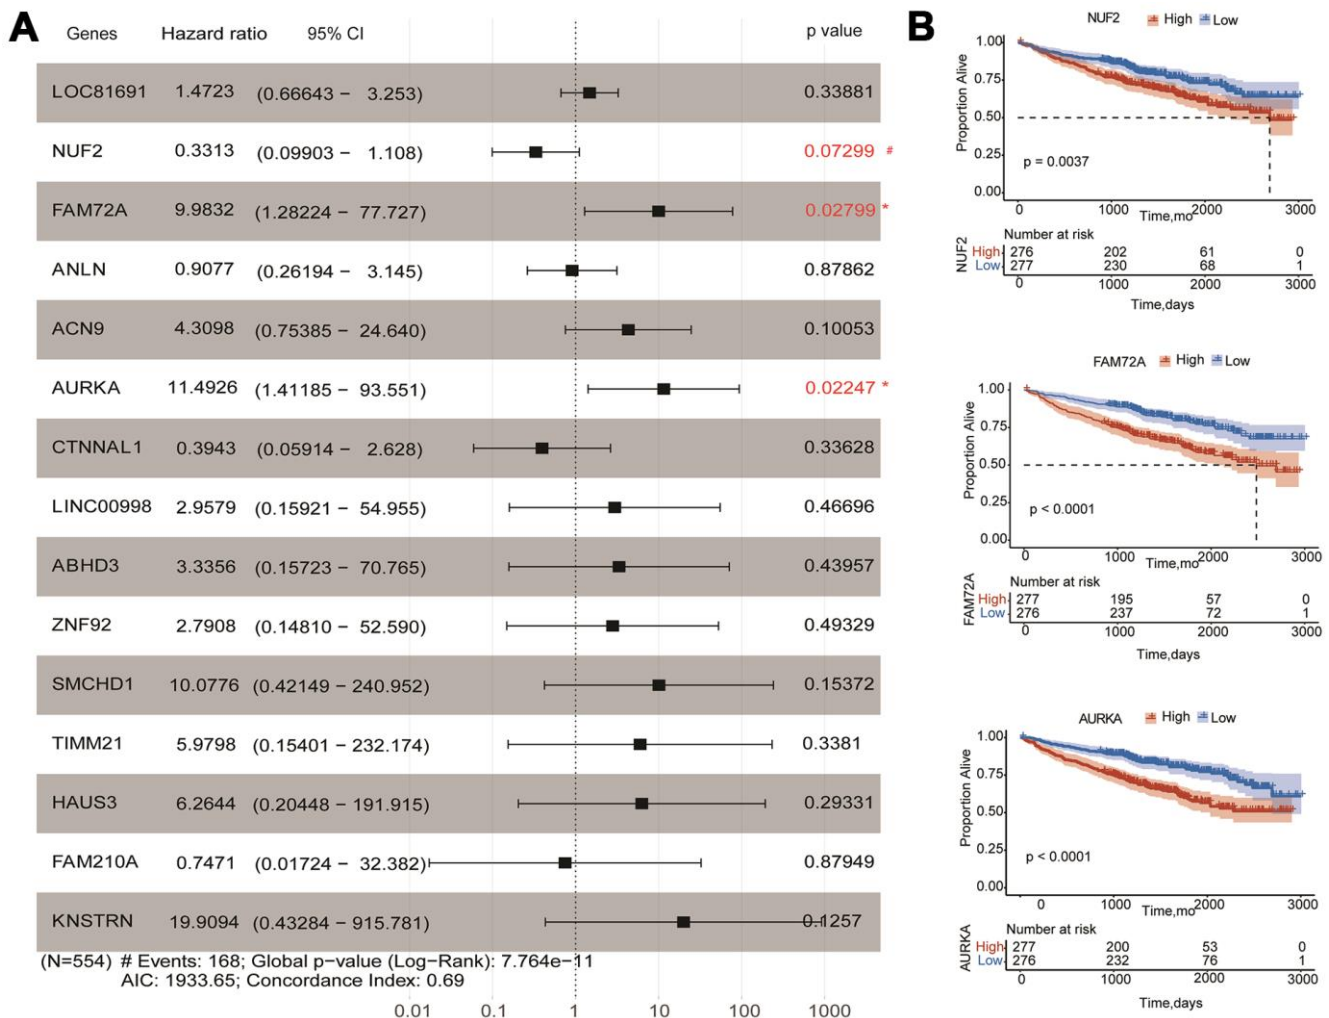 A
Genes Hazard ratio 95% CI p value
LOC81691 1.4723 (0.66643 − 3.253) 0.33881
NUF2 0.3313 (0.09903 − 1.108) 0.07299 #
FAM72A 9.9832 (1.28224 − 77.727) 0.02799 *
ANLN 0.9077 (0.26194 − 3.145) 0.87862
ACN9 4.3098 (0.75385 − 24.640) 0.10053
AURKA 11.4926 (1.41185 − 93.551) 0.02247 *
CTNNAL1 0.3943 (0.05914 − 2.628) 0.33628
LINC00998 2.9579 (0.15921 − 54.955) 0.46696
ABHD3 3.3356 (0.15723 − 70.765) 0.43957
ZNF92 2.7908 (0.14810 − 52.590) 0.49329
SMCHD1 10.0776 (0.42149 − 240.952) 0.15372
TIMM21 5.9798 (0.15401 − 232.174) 0.3381
HAUS3 6.2644 (0.20448 − 191.915) 0.29331
FAM210A 0.7471 (0.01724 − 32.382) 0.87949
KNSTRN 19.9094 (0.43284 − 915.781) 0.1257
(N=554) # Events: 168; Global p−value (Log−Rank): 7.764e−11
AIC: 1933.65; Concordance Index: 0.69
0.01 0.1 1 10 100 1000
B
NUF2 High Low
Proportion Alive
1.00
0.75
0.50
0.25
0.00
p = 0.0037
0 1000 2000 3000
Time,mo
Number at risk
NUF2
High 276 202 61 0
Low 277 230 68 1
0 1000 2000 3000
Time,days
FAM72A High Low
Proportion Alive
1.00
0.75
0.50
0.25
0.00
p < 0.0001
0 1000 2000 3000
Time,mo
Number at risk
FAM72A
High 277 195 57 0
Low 276 237 72 1
0 1000 2000 3000
Time,days
AURKA High Low
Proportion Alive
1.00
0.75
0.50
0.25
0.00
p < 0.0001
0 1000 2000 3000
Time,mo
Number at risk
AURKA
High 277 200 53 0
Low 276 232 76 1
0 1000 2000 3000
Time,days